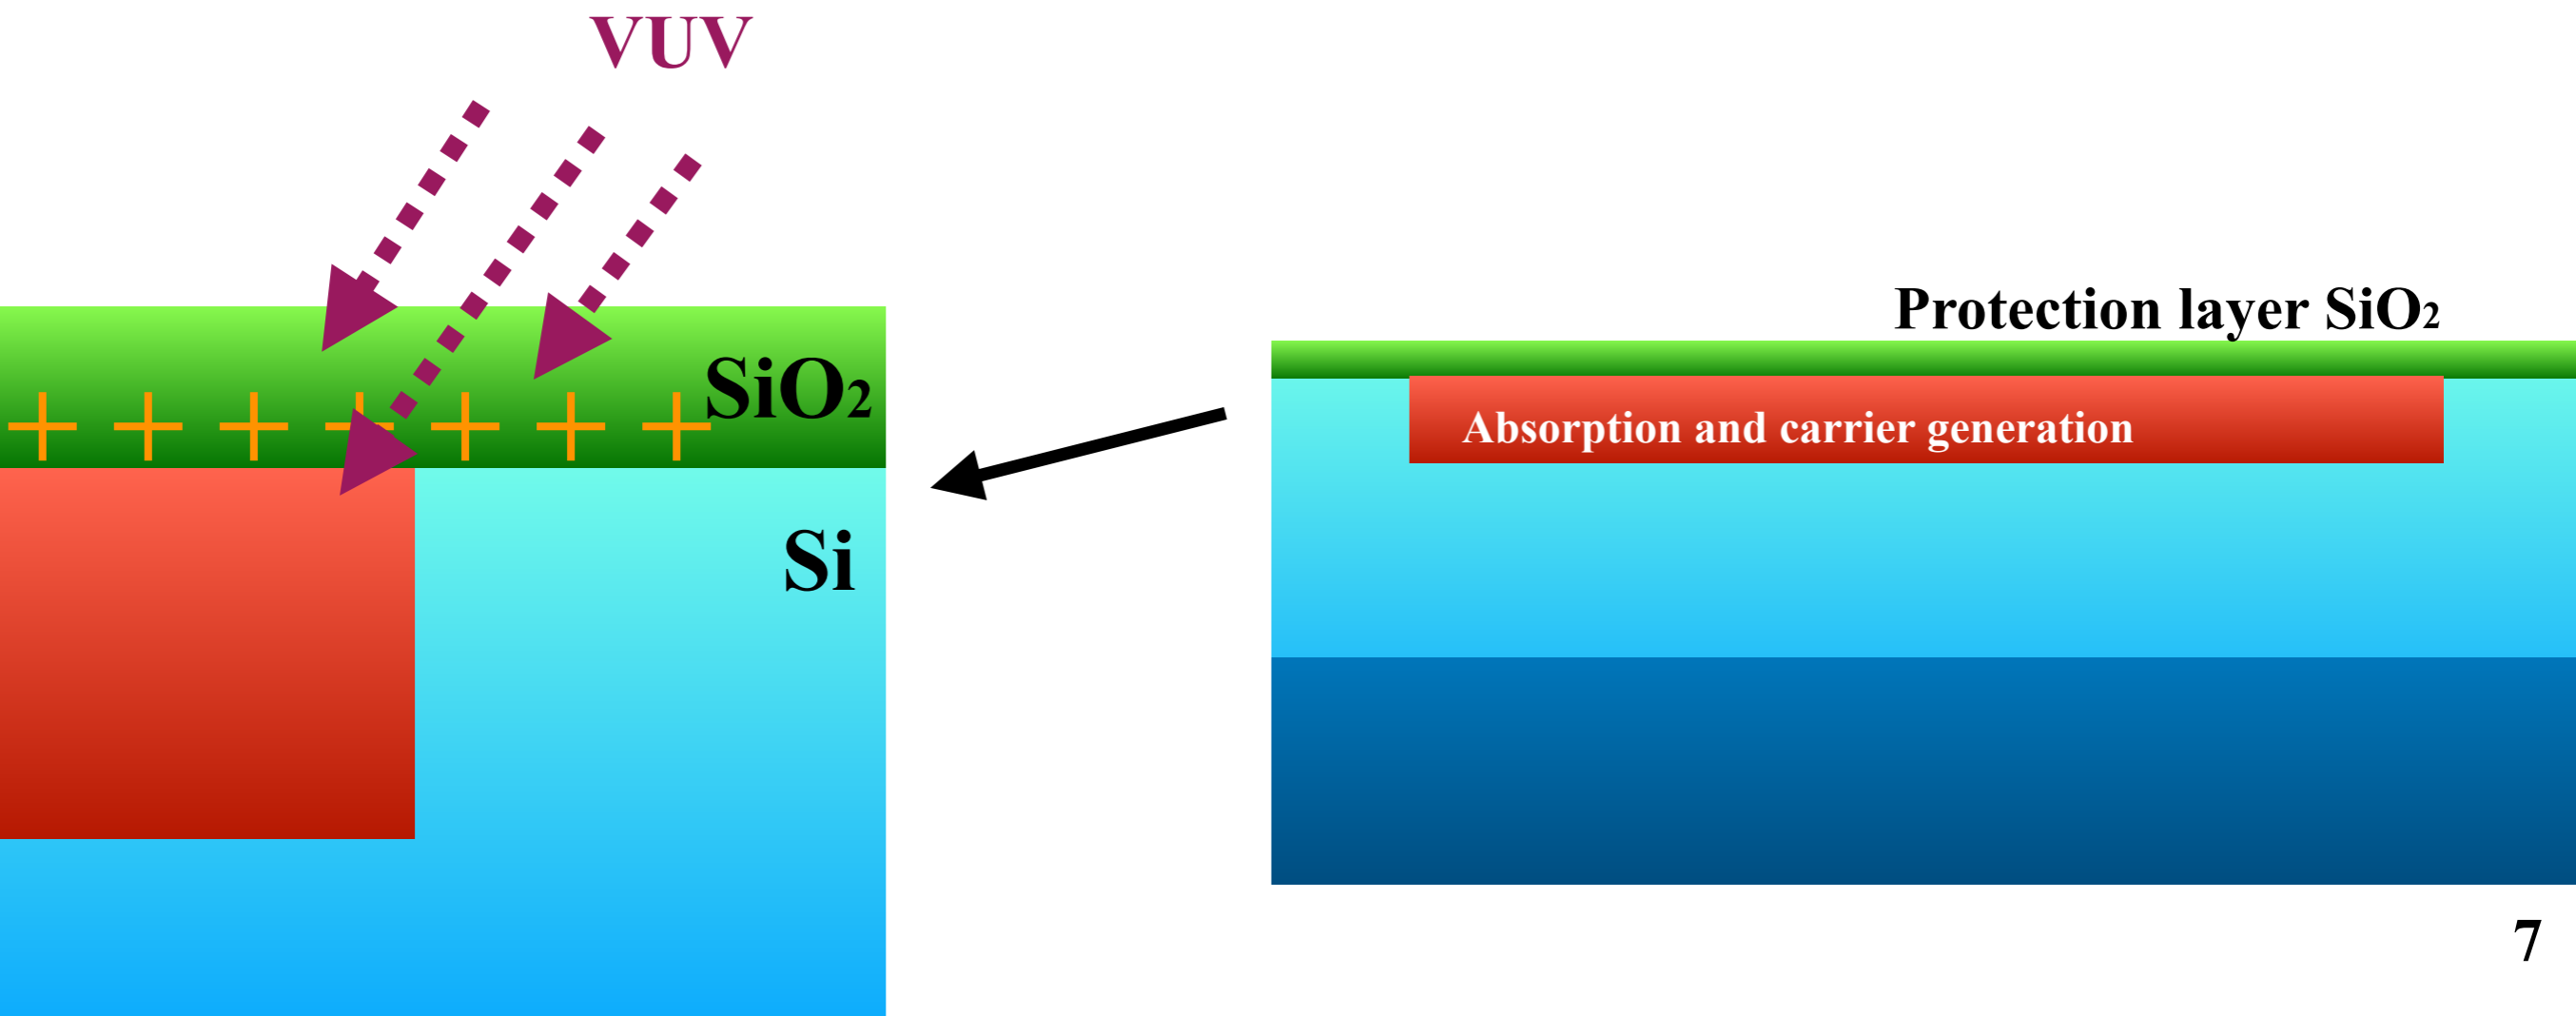 VUV
SiO₂
Si
Protection layer SiO₂
Absorption and carrier generation
7